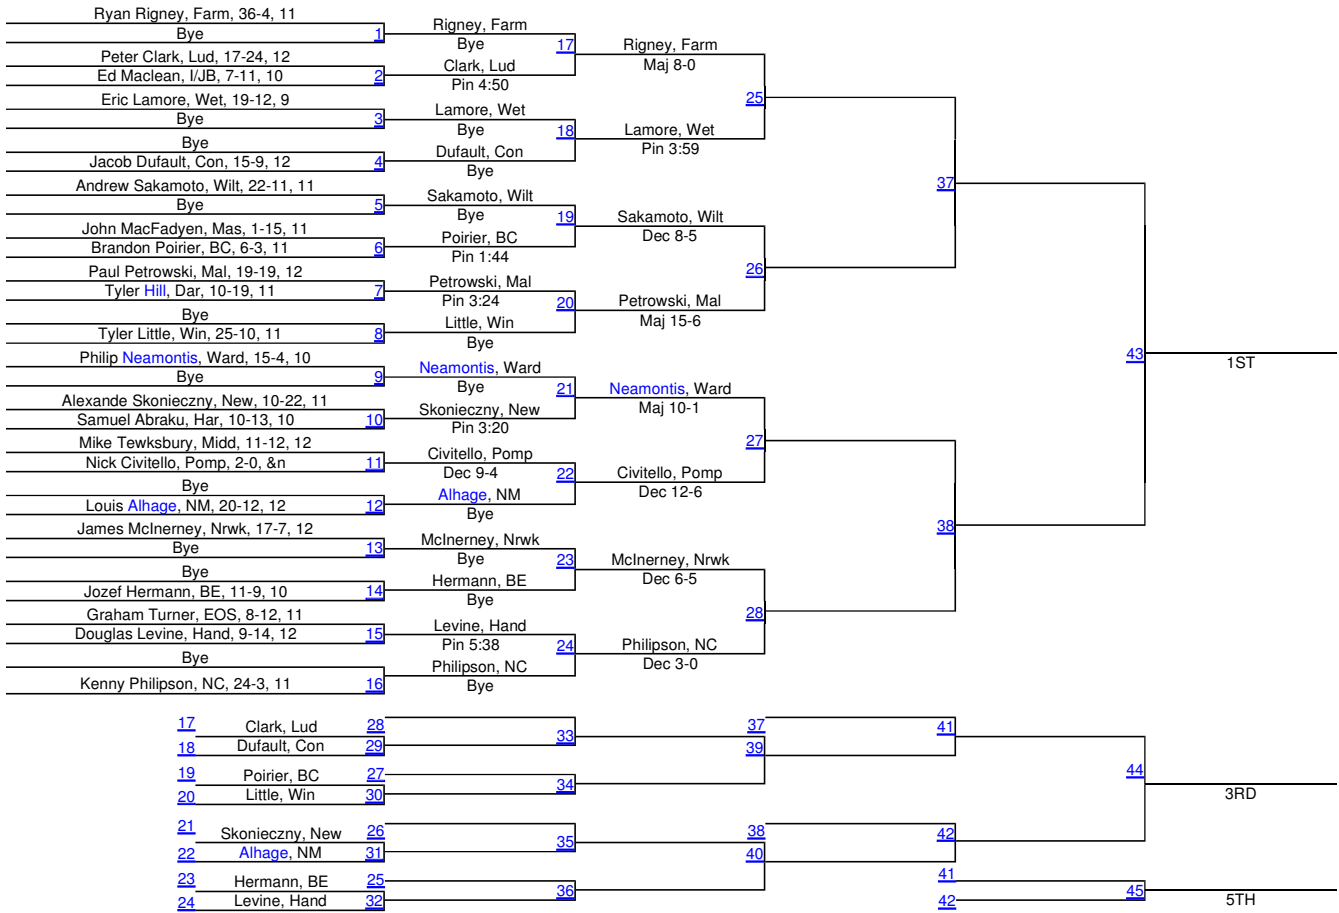 Ryan Rigney, Farm, 36-4, 11
Bye
1
Peter Clark, Lud, 17-24, 12
Ed Maclean, I/JB, 7-11, 10
2
Eric Lamore, Wet, 19-12, 9
Bye
3
Bye
Jacob Dufault, Con, 15-9, 12
4
Andrew Sakamoto, Wilt, 22-11, 11
Bye
5
John MacFadyen, Mas, 1-15, 11
Brandon Poirier, BC, 6-3, 11
6
Paul Petrowski, Mal, 19-19, 12
Tyler Hill, Dar, 10-19, 11
7
Bye
Tyler Little, Win, 25-10, 11
8
Philip Neamontis, Ward, 15-4, 10
Bye
9
Alexande Skonieczny, New, 10-22, 11
Samuel Abraku, Har, 10-13, 10
10
Mike Tewksbury, Midd, 11-12, 12
Nick Civitello, Pomp, 2-0, &n
11
Bye
Louis Alhage, NM, 20-12, 12
12
James McInerney, Nrwk, 17-7, 12
Bye
13
Bye
Jozef Hermann, BE, 11-9, 10
14
Graham Turner, EOS, 8-12, 11
Douglas Levine, Hand, 9-14, 12
15
Bye
Kenny Philipson, NC, 24-3, 11
16
Rigney, Farm
Bye
17
Clark, Lud
Pin 4:50
Lamore, Wet
Bye
18
Dufault, Con
Bye
Sakamoto, Wilt
Bye
19
Poirier, BC
Pin 1:44
Petrowski, Mal
Pin 3:24
20
Little, Win
Bye
Neamontis, Ward
Bye
21
Skonieczny, New
Pin 3:20
Civitello, Pomp
Dec 9-4
22
Alhage, NM
Bye
McInerney, Nrwk
Bye
23
Hermann, BE
Bye
Levine, Hand
Pin 5:38
24
Philipson, NC
Bye
Rigney, Farm
Maj 8-0
25
Lamore, Wet
Pin 3:59
Sakamoto, Wilt
Dec 8-5
26
Petrowski, Mal
Maj 15-6
Neamontis, Ward
Maj 10-1
27
Civitello, Pomp
Dec 12-6
McInerney, Nrwk
Dec 6-5
28
Philipson, NC
Dec 3-0
37
38
43
1ST
17 Clark, Lud 28
18 Dufault, Con 29
19 Poirier, BC 27
20 Little, Win 30
21 Skonieczny, New 26
22 Alhage, NM 31
23 Hermann, BE 25
24 Levine, Hand 32
33
34
35
36
37
39
38
40
41
42
44
3RD
41
42
45
5TH